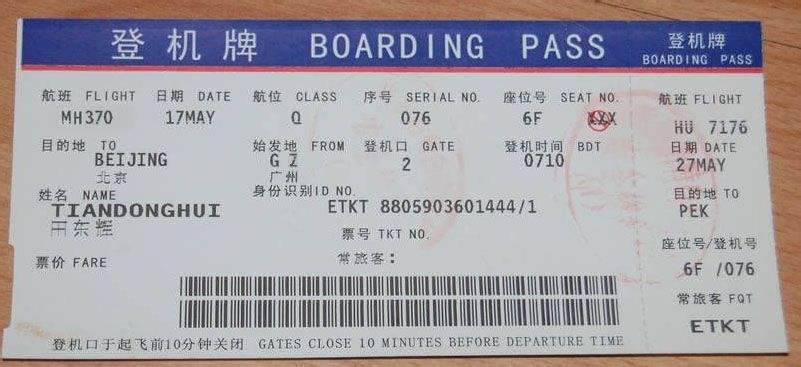 登机牌 BOARDING PASS
登机牌
BOARDING PASS
航班 FLIGHT 日期 DATE 航位 CLASS 序号 SERIAL NO. 座位号 SEAT NO.
MH370 17MAY Q 076 6F
目的地 TO 始发地 FROM 登机口 GATE 登机时间 BDT
BEIJING G Z 2 0710
北京 广州
姓名 NAME 身份识别ID NO.
TIANDONGHUI ETKT 8805903601444/1
田东辉
票号 TKT NO.
票价 FARE 常旅客：
登机口于起飞前10分钟关闭 GATES CLOSE 10 MINUTES BEFORE DEPARTURE TIME
航班 FLIGHT
HU 7176
日期 DATE
27MAY
目的地 TO
PEK
座位号/登机号
6F /076
常旅客 FQT
ETKT